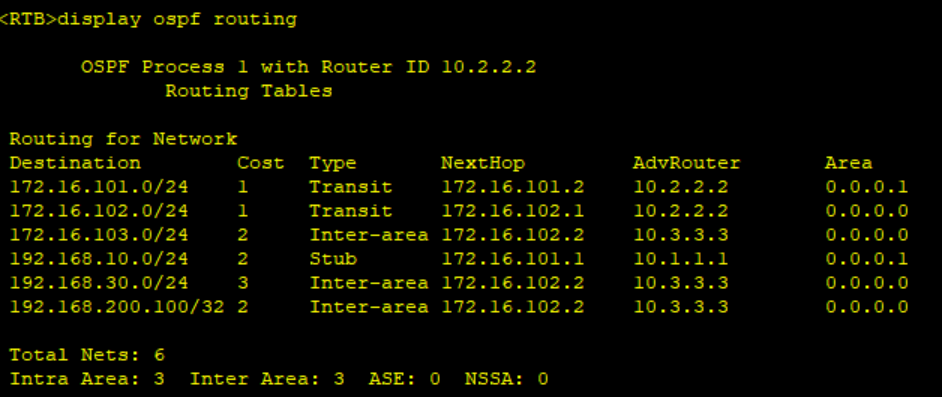 <RTB>display ospf routing
OSPF Process 1 with Router ID 10.2.2.2
Routing Tables
Routing for Network
Destination Cost Type NextHop AdvRouter Area
172.16.101.0/24 1 Transit 172.16.101.2 10.2.2.2 0.0.0.1
172.16.102.0/24 1 Transit 172.16.102.1 10.2.2.2 0.0.0.0
172.16.103.0/24 2 Inter-area 172.16.102.2 10.3.3.3 0.0.0.0
192.168.10.0/24 2 Stub 172.16.101.1 10.1.1.1 0.0.0.1
192.168.30.0/24 3 Inter-area 172.16.102.2 10.3.3.3 0.0.0.0
192.168.200.100/32 2 Inter-area 172.16.102.2 10.3.3.3 0.0.0.0
Total Nets: 6
Intra Area: 3 Inter Area: 3 ASE: 0 NSSA: 0